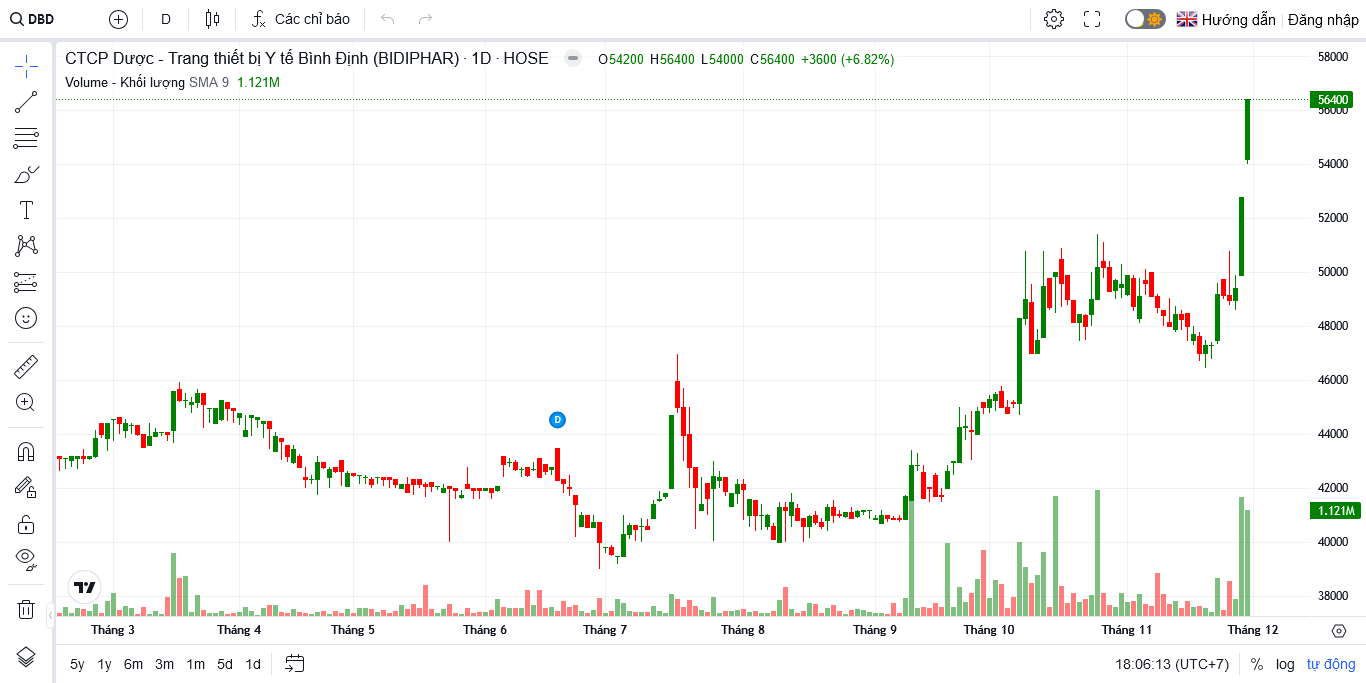 DBD D Các chỉ báo Hướng dẫn Đăng nhập
CTCP Dược - Trang thiết bị Y tế Bình Định (BIDIPHAR) · 1D · HOSE O54200 H56400 L54000 C56400 +3600 (+6.82%)
Volume - Khối lượng SMA 9 1.121M
58000
56400
56000
54000
52000
50000
48000
46000
44000
D
42000
1.121M
40000
38000
Tháng 3 Tháng 4 Tháng 5 Tháng 6 Tháng 7 Tháng 8 Tháng 9 Tháng 10 Tháng 11 Tháng 12
5y 1y 6m 3m 1m 5d 1d 18:06:13 (UTC+7) % log tự động